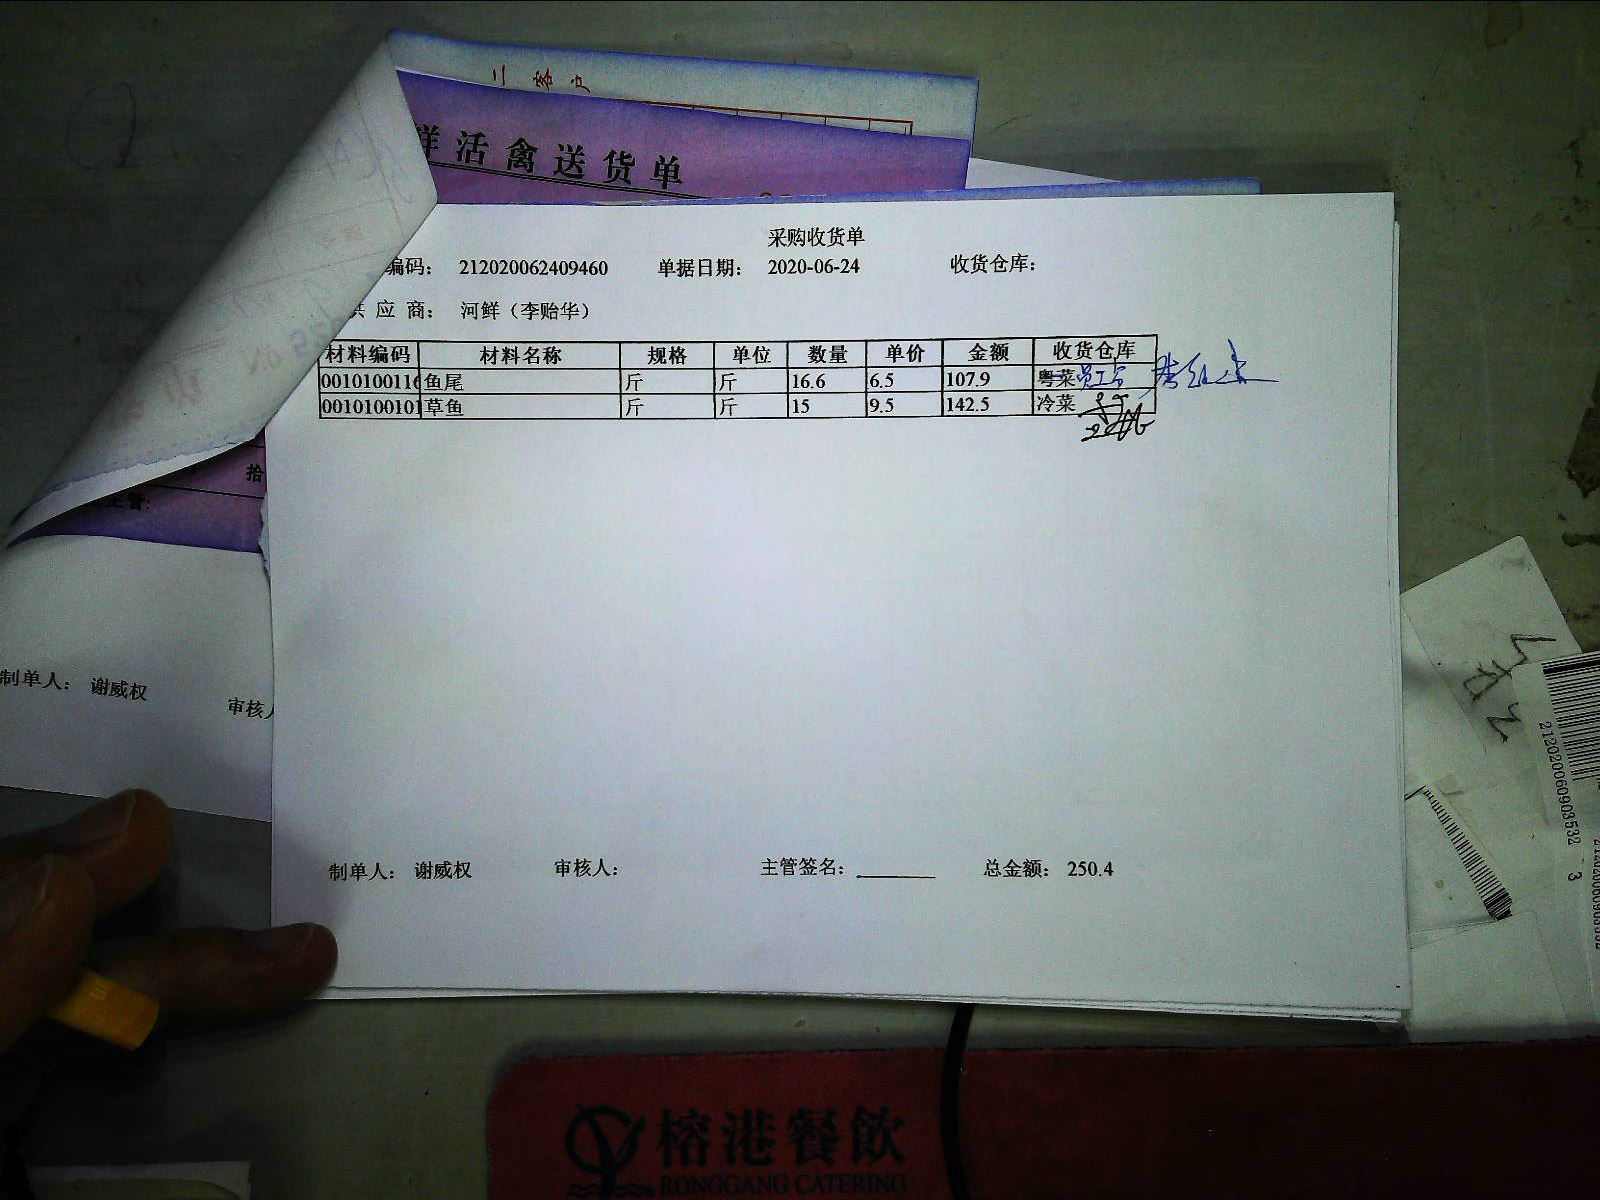 二 客 户
鲜活禽送货单
采购收货单
编码： 212020062409460 单据日期： 2020-06-24 收货仓库：
供 应 商： 河鲜（李贻华）
材料编码 材料名称 规格 单位 数量 单价 金额 收货仓库
0010100116 鱼尾 斤 斤 16.6 6.5 107.9 粤菜
0010100101 草鱼 斤 斤 15 9.5 142.5 冷菜
拾
主管:
制单人： 谢威权
审核人
制单人： 谢威权 审核人： 主管签名： 总金额： 250.4
212020060903532 3
榕港餐飲
RONGGANG CATERING